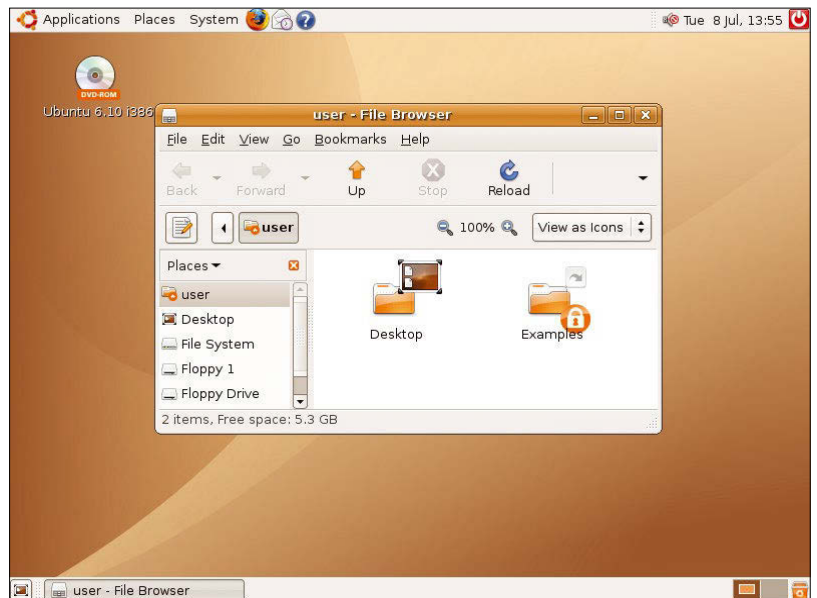 Applications Places System Tue 8 Jul, 13:55
DVD-ROM
Ubuntu 6.10 i386
user - File Browser
File Edit View Go Bookmarks Help
Back Forward Up Stop Reload
user 100% View as Icons
Places
user
Desktop
File System
Floppy 1
Floppy Drive
Desktop
Examples
2 items, Free space: 5.3 GB
user - File Browser